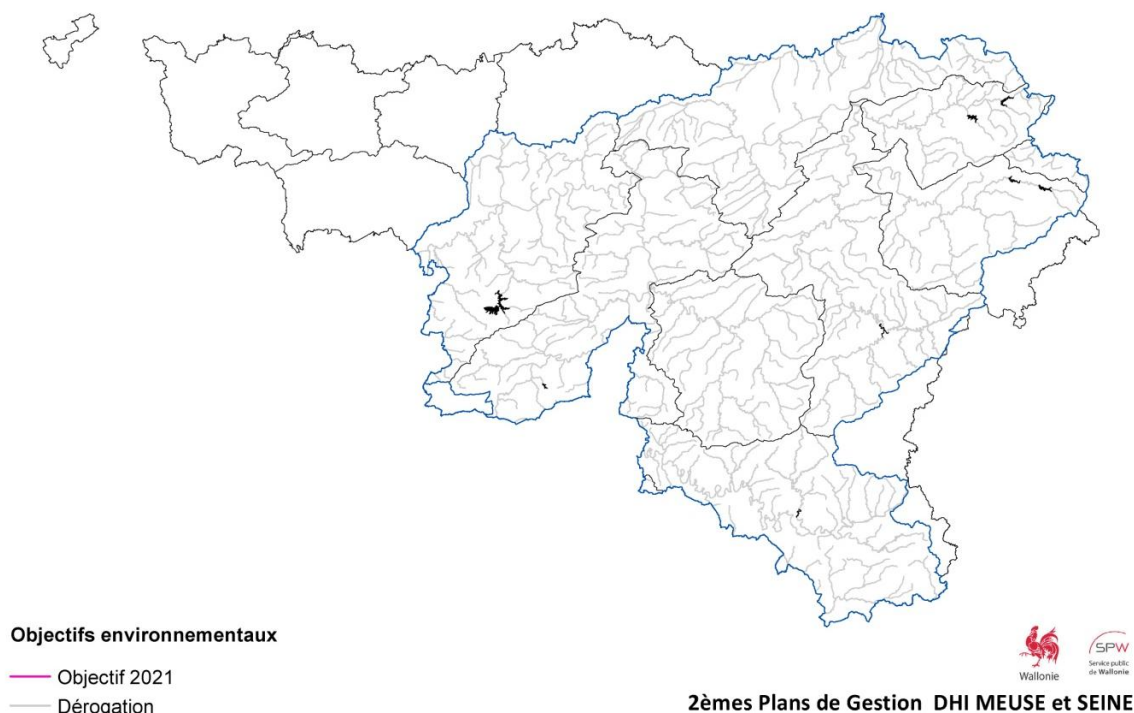 Objectifs environnementaux
Objectif 2021
Dérogation
Wallonie
SPW
Service public
de Wallonie
2èmes Plans de Gestion DHI MEUSE et SEINE